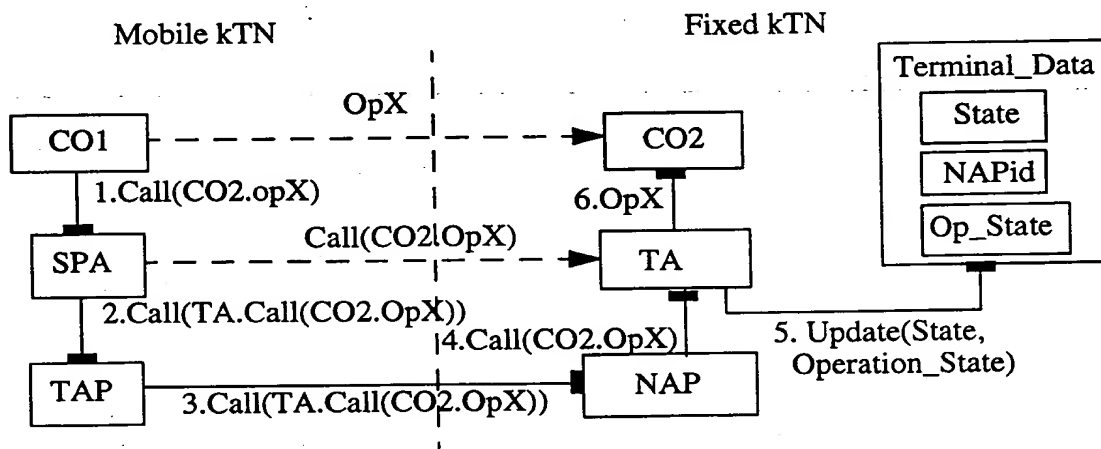 Mobile kTN
Fixed kTN
Terminal_Data
State
NAPid
Op_State
OpX
CO1
CO2
1.Call(CO2.opX)
6.OpX
Call(CO2.OpX)
SPA
TA
2.Call(TA.Call(CO2.OpX))
4.Call(CO2.OpX)
5. Update(State,
Operation_State)
TAP
NAP
3.Call(TA.Call(CO2.OpX))